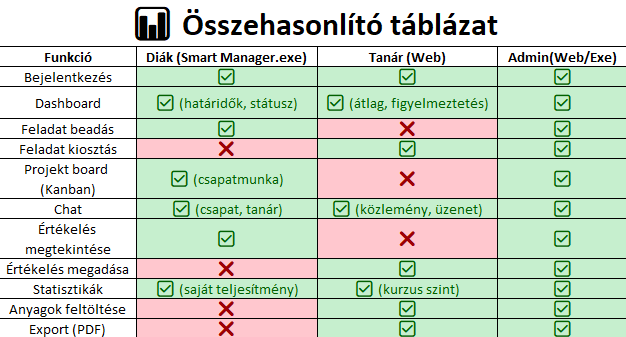 Összehasonlító táblázat
Funkció Diák (Smart Manager.exe) Tanár (Web) Admin(Web/Exe)
Bejelentkezés
Dashboard (határidők, státusz) (átlag, figyelmeztetés)
Feladat beadás
Feladat kiosztás
Projekt board
(Kanban) (csapatmunka)
Chat (csapat, tanár) (közlemény, üzenet)
Értékelés
megtekintése
Értékelés megadása
Statisztikák (saját teljesítmény) (kurzus szint)
Anyagok feltöltése
Export (PDF)